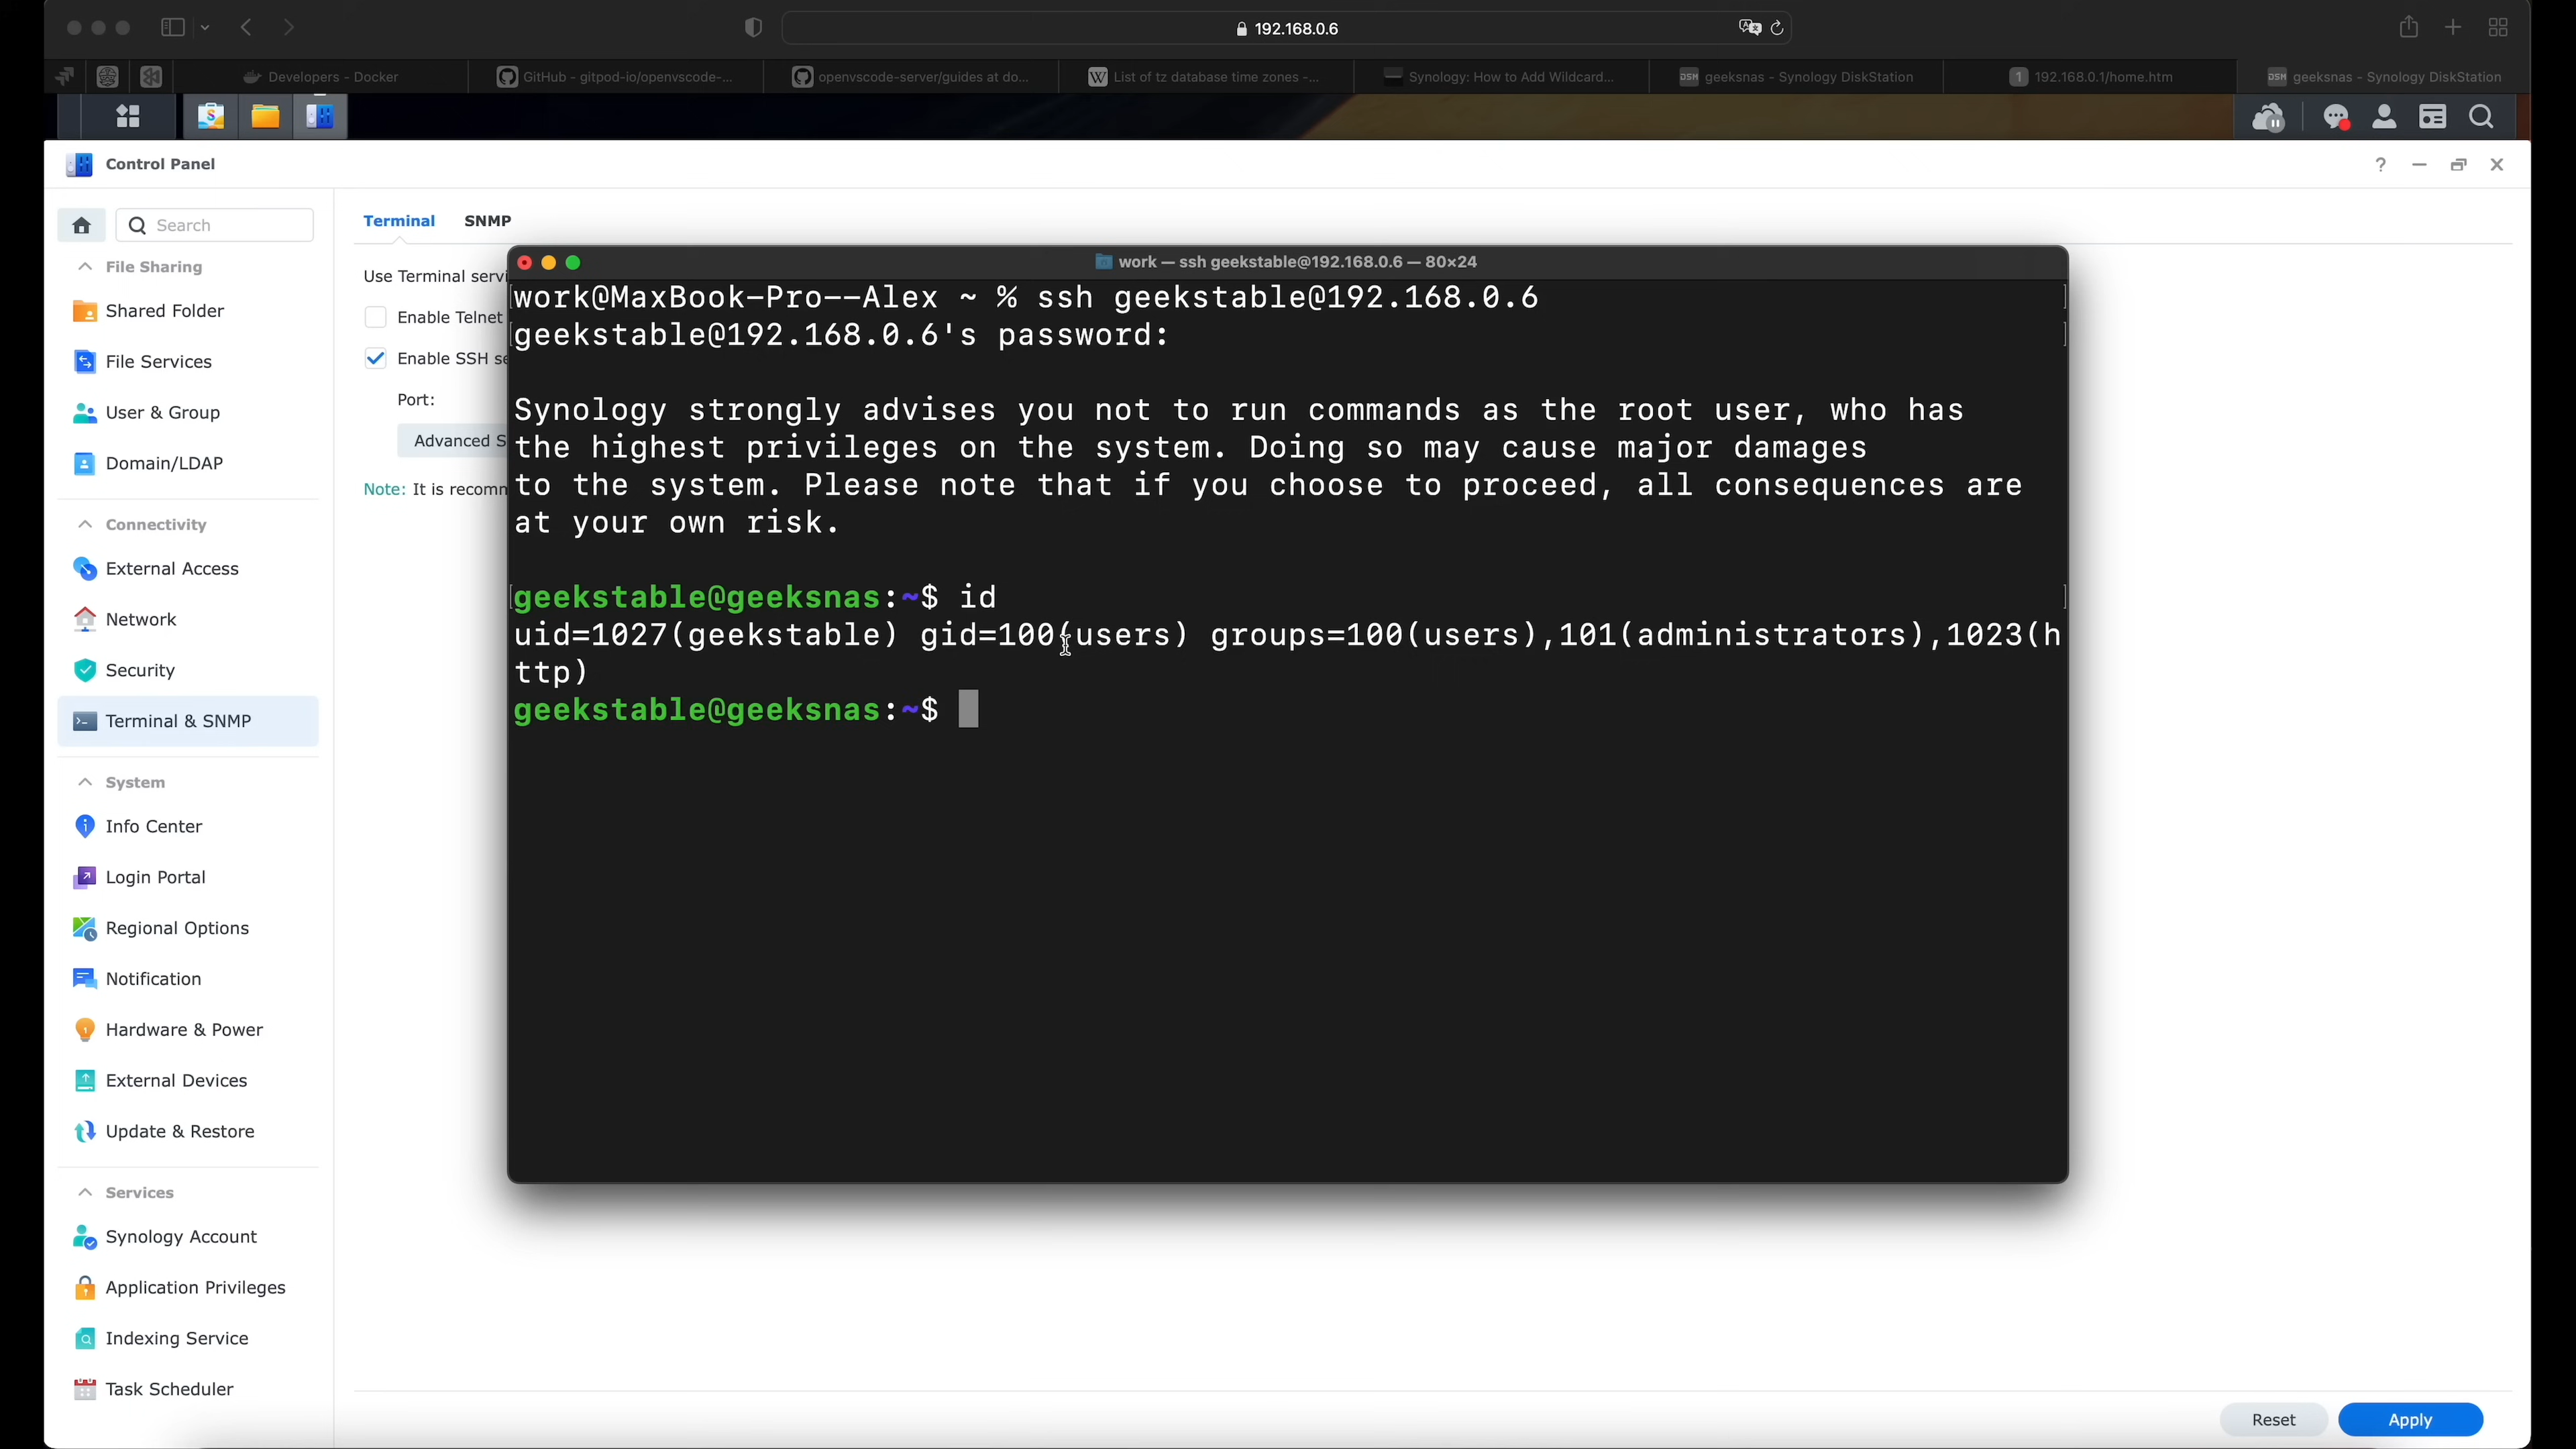 192.168.0.6
Developers - Docker
GitHub - gitpod-io/openvscode-...
openvscode-server/guides at do...
W List of tz database time zones -...
Synology: How to Add Wildcard...
DSM geeksnas - Synology DiskStation
1 192.168.0.1/home.htm
DSM geeksnas - Synology DiskStation
Control Panel
?
Search
Terminal SNMP
File Sharing
Shared Folder
File Services
User & Group
Domain/LDAP
Connectivity
External Access
Network
Security
Terminal & SNMP
System
Info Center
Login Portal
Regional Options
Notification
Hardware & Power
External Devices
Update & Restore
Services
Synology Account
Application Privileges
Indexing Service
Task Scheduler
Use Terminal servi
Enable Telnet
Enable SSH se
Port:
Advanced S
Note: It is recomm
work — ssh geekstable@192.168.0.6 — 80×24
work@MaxBook-Pro--Alex ~ % ssh geekstable@192.168.0.6
geekstable@192.168.0.6's password:
Synology strongly advises you not to run commands as the root user, who has
the highest privileges on the system. Doing so may cause major damages
to the system. Please note that if you choose to proceed, all consequences are
at your own risk.
geekstable@geeksnas:~$ id
uid=1027(geekstable) gid=100(users) groups=100(users),101(administrators),1023(h
ttp)
geekstable@geeksnas:~$
Reset
Apply